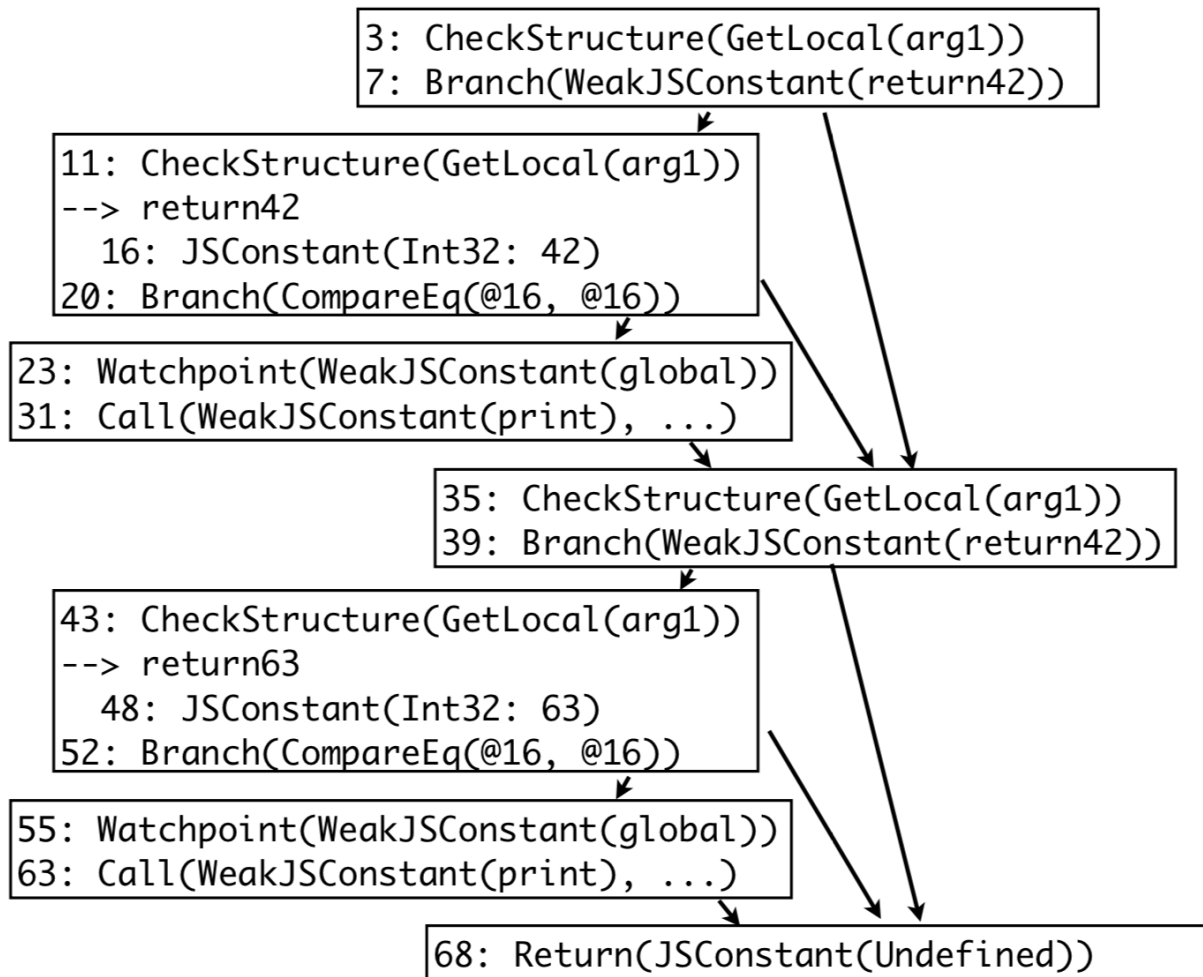 3: CheckStructure(GetLocal(arg1))
7: Branch(WeakJSConstant(return42))
11: CheckStructure(GetLocal(arg1))
--> return42
16: JSConstant(Int32: 42)
20: Branch(CompareEq(@16, @16))
23: Watchpoint(WeakJSConstant(global))
31: Call(WeakJSConstant(print), ...)
35: CheckStructure(GetLocal(arg1))
39: Branch(WeakJSConstant(return42))
43: CheckStructure(GetLocal(arg1))
--> return63
48: JSConstant(Int32: 63)
52: Branch(CompareEq(@16, @16))
55: Watchpoint(WeakJSConstant(global))
63: Call(WeakJSConstant(print), ...)
68: Return(JSConstant(Undefined))